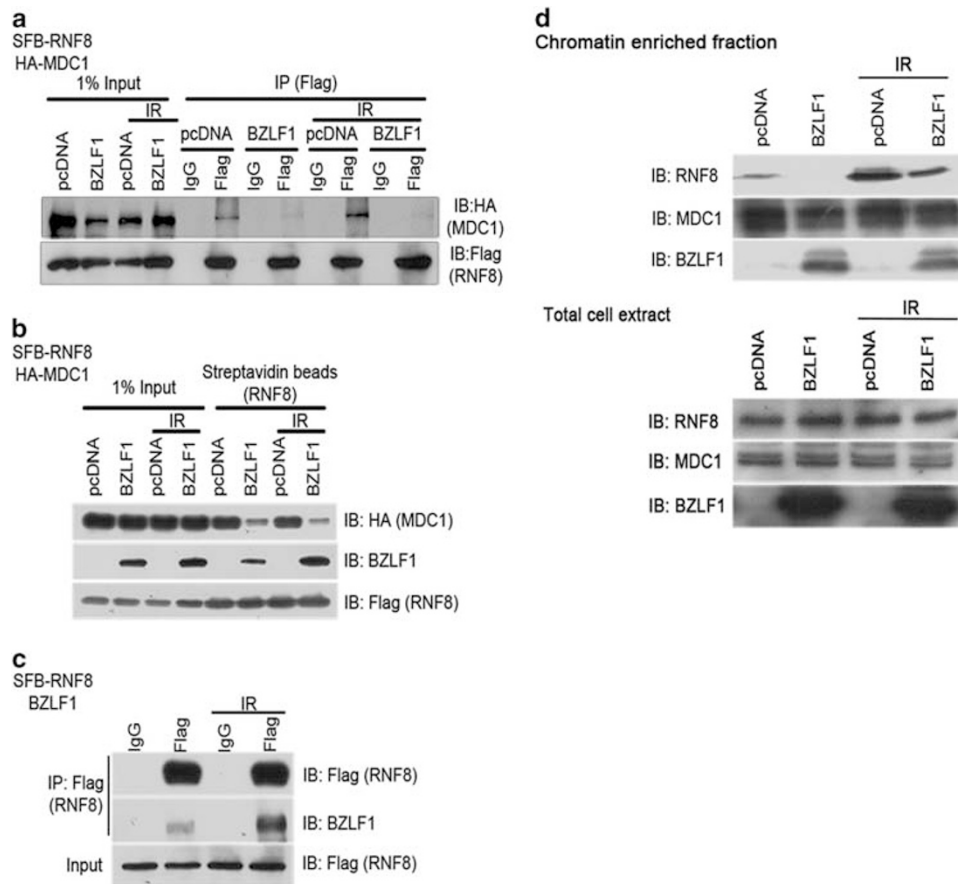 a
SFB-RNF8
HA-MDC1
1% Input
IP (Flag)
IR
IR
pcDNA
BZLF1
pcDNA
BZLF1
pcDNA
BZLF1
pcDNA
BZLF1
IgG
Flag
IgG
Flag
IgG
Flag
IgG
Flag
IB:HA
(MDC1)
IB:Flag
(RNF8)
b
SFB-RNF8
HA-MDC1
1% Input
Streptavidin beads
(RNF8)
IR
IR
pcDNA
BZLF1
pcDNA
BZLF1
pcDNA
BZLF1
pcDNA
BZLF1
IB: HA (MDC1)
IB: BZLF1
IB: Flag (RNF8)
c
SFB-RNF8
BZLF1
IR
IgG
Flag
IgG
Flag
IP: Flag
(RNF8)
IB: Flag (RNF8)
IB: BZLF1
Input
IB: Flag (RNF8)
d
Chromatin enriched fraction
IR
pcDNA
BZLF1
pcDNA
BZLF1
IB: RNF8
IB: MDC1
IB: BZLF1
Total cell extract
IR
pcDNA
BZLF1
pcDNA
BZLF1
IB: RNF8
IB: MDC1
IB: BZLF1